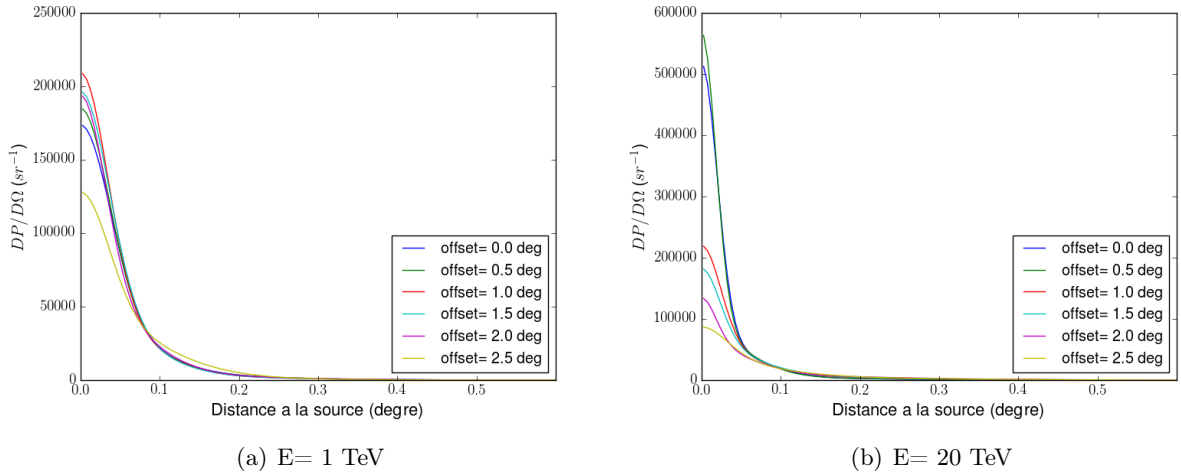 250000
200000
150000
100000
50000
0
0.0 0.1 0.2 0.3 0.4 0.5
DP/DΩ (sr⁻¹)
Distance a la source (degre)
offset= 0.0 deg
offset= 0.5 deg
offset= 1.0 deg
offset= 1.5 deg
offset= 2.0 deg
offset= 2.5 deg
(a) E= 1 TeV
600000
500000
400000
300000
200000
100000
0
0.0 0.1 0.2 0.3 0.4 0.5
DP/DΩ (sr⁻¹)
Distance a la source (degre)
offset= 0.0 deg
offset= 0.5 deg
offset= 1.0 deg
offset= 1.5 deg
offset= 2.0 deg
offset= 2.5 deg
(b) E= 20 TeV